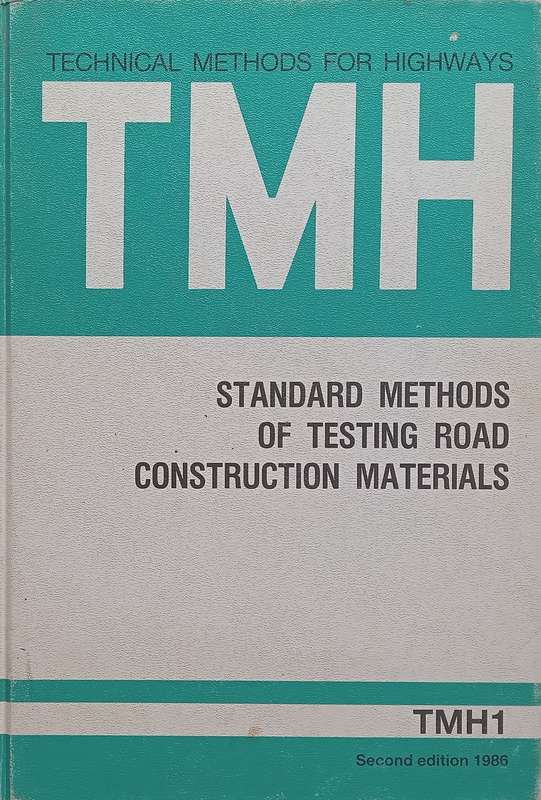 TECHNICAL METHODS FOR HIGHWAYS
TMH
STANDARD METHODS
OF TESTING ROAD
CONSTRUCTION MATERIALS
TMH1
Second edition 1986